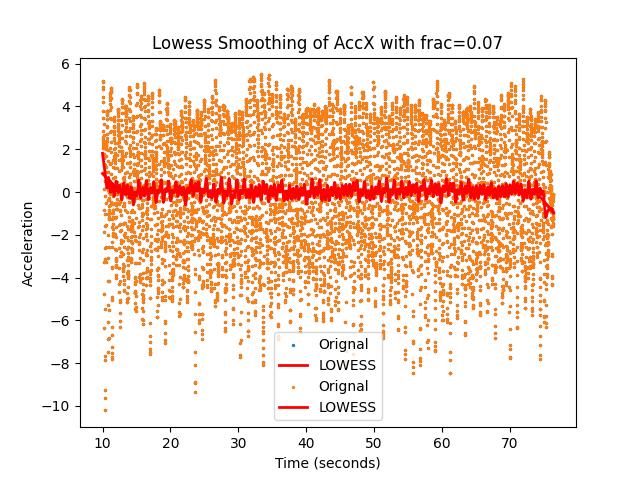 Lowess Smoothing of AccX with frac=0.07
6
4
2
0
−2
−4
−6
−8
−10
Acceleration
Orignal
LOWESS
Orignal
LOWESS
10 20 30 40 50 60 70
Time (seconds)